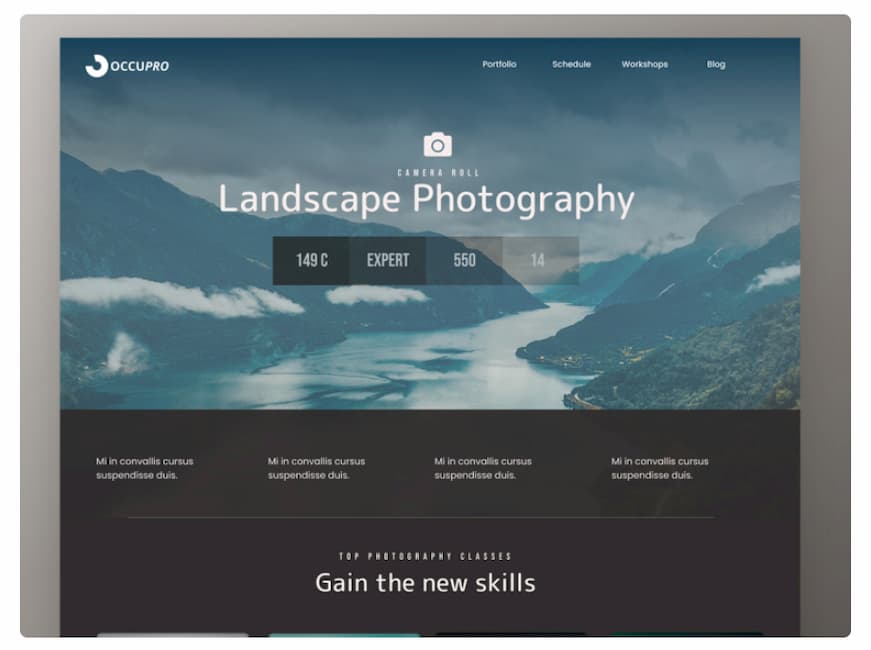 OCCUPRO
Portfolio Schedule Workshops Blog
CAMERA ROLL
Landscape Photography
149 C EXPERT 550 14
Mi in convallis cursus
suspendisse duis.
Mi in convallis cursus
suspendisse duis.
Mi in convallis cursus
suspendisse duis.
Mi in convallis cursus
suspendisse duis.
TOP PHOTOGRAPHY CLASSES
Gain the new skills